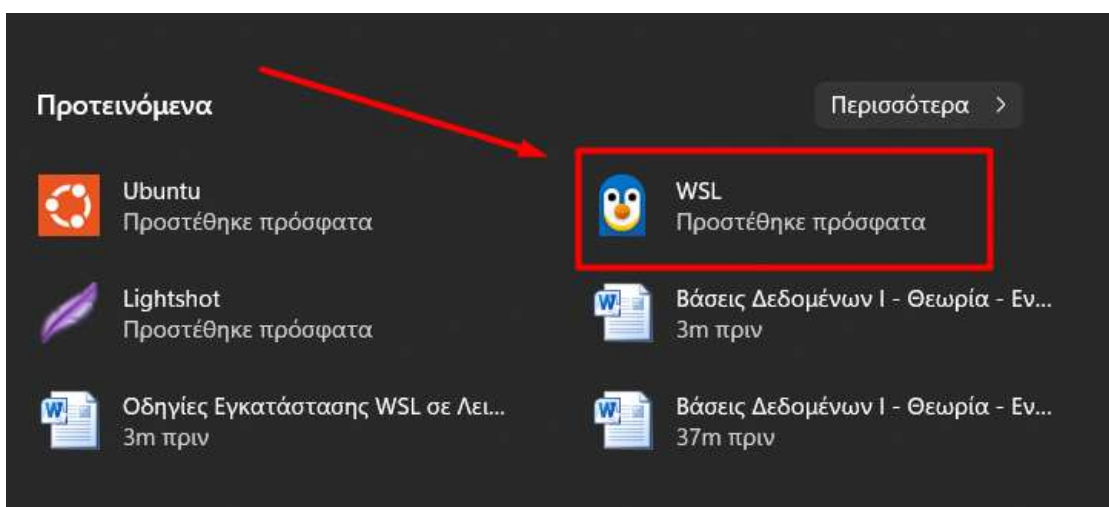 Προτεινόμενα
Περισσότερα >
Ubuntu
Προστέθηκε πρόσφατα
WSL
Προστέθηκε πρόσφατα
Lightshot
Προστέθηκε πρόσφατα
Βάσεις Δεδομένων Ι - Θεωρία - Εν...
3m πριν
Οδηγίες Εγκατάστασης WSL σε Λει...
3m πριν
Βάσεις Δεδομένων Ι - Θεωρία - Εν...
37m πριν